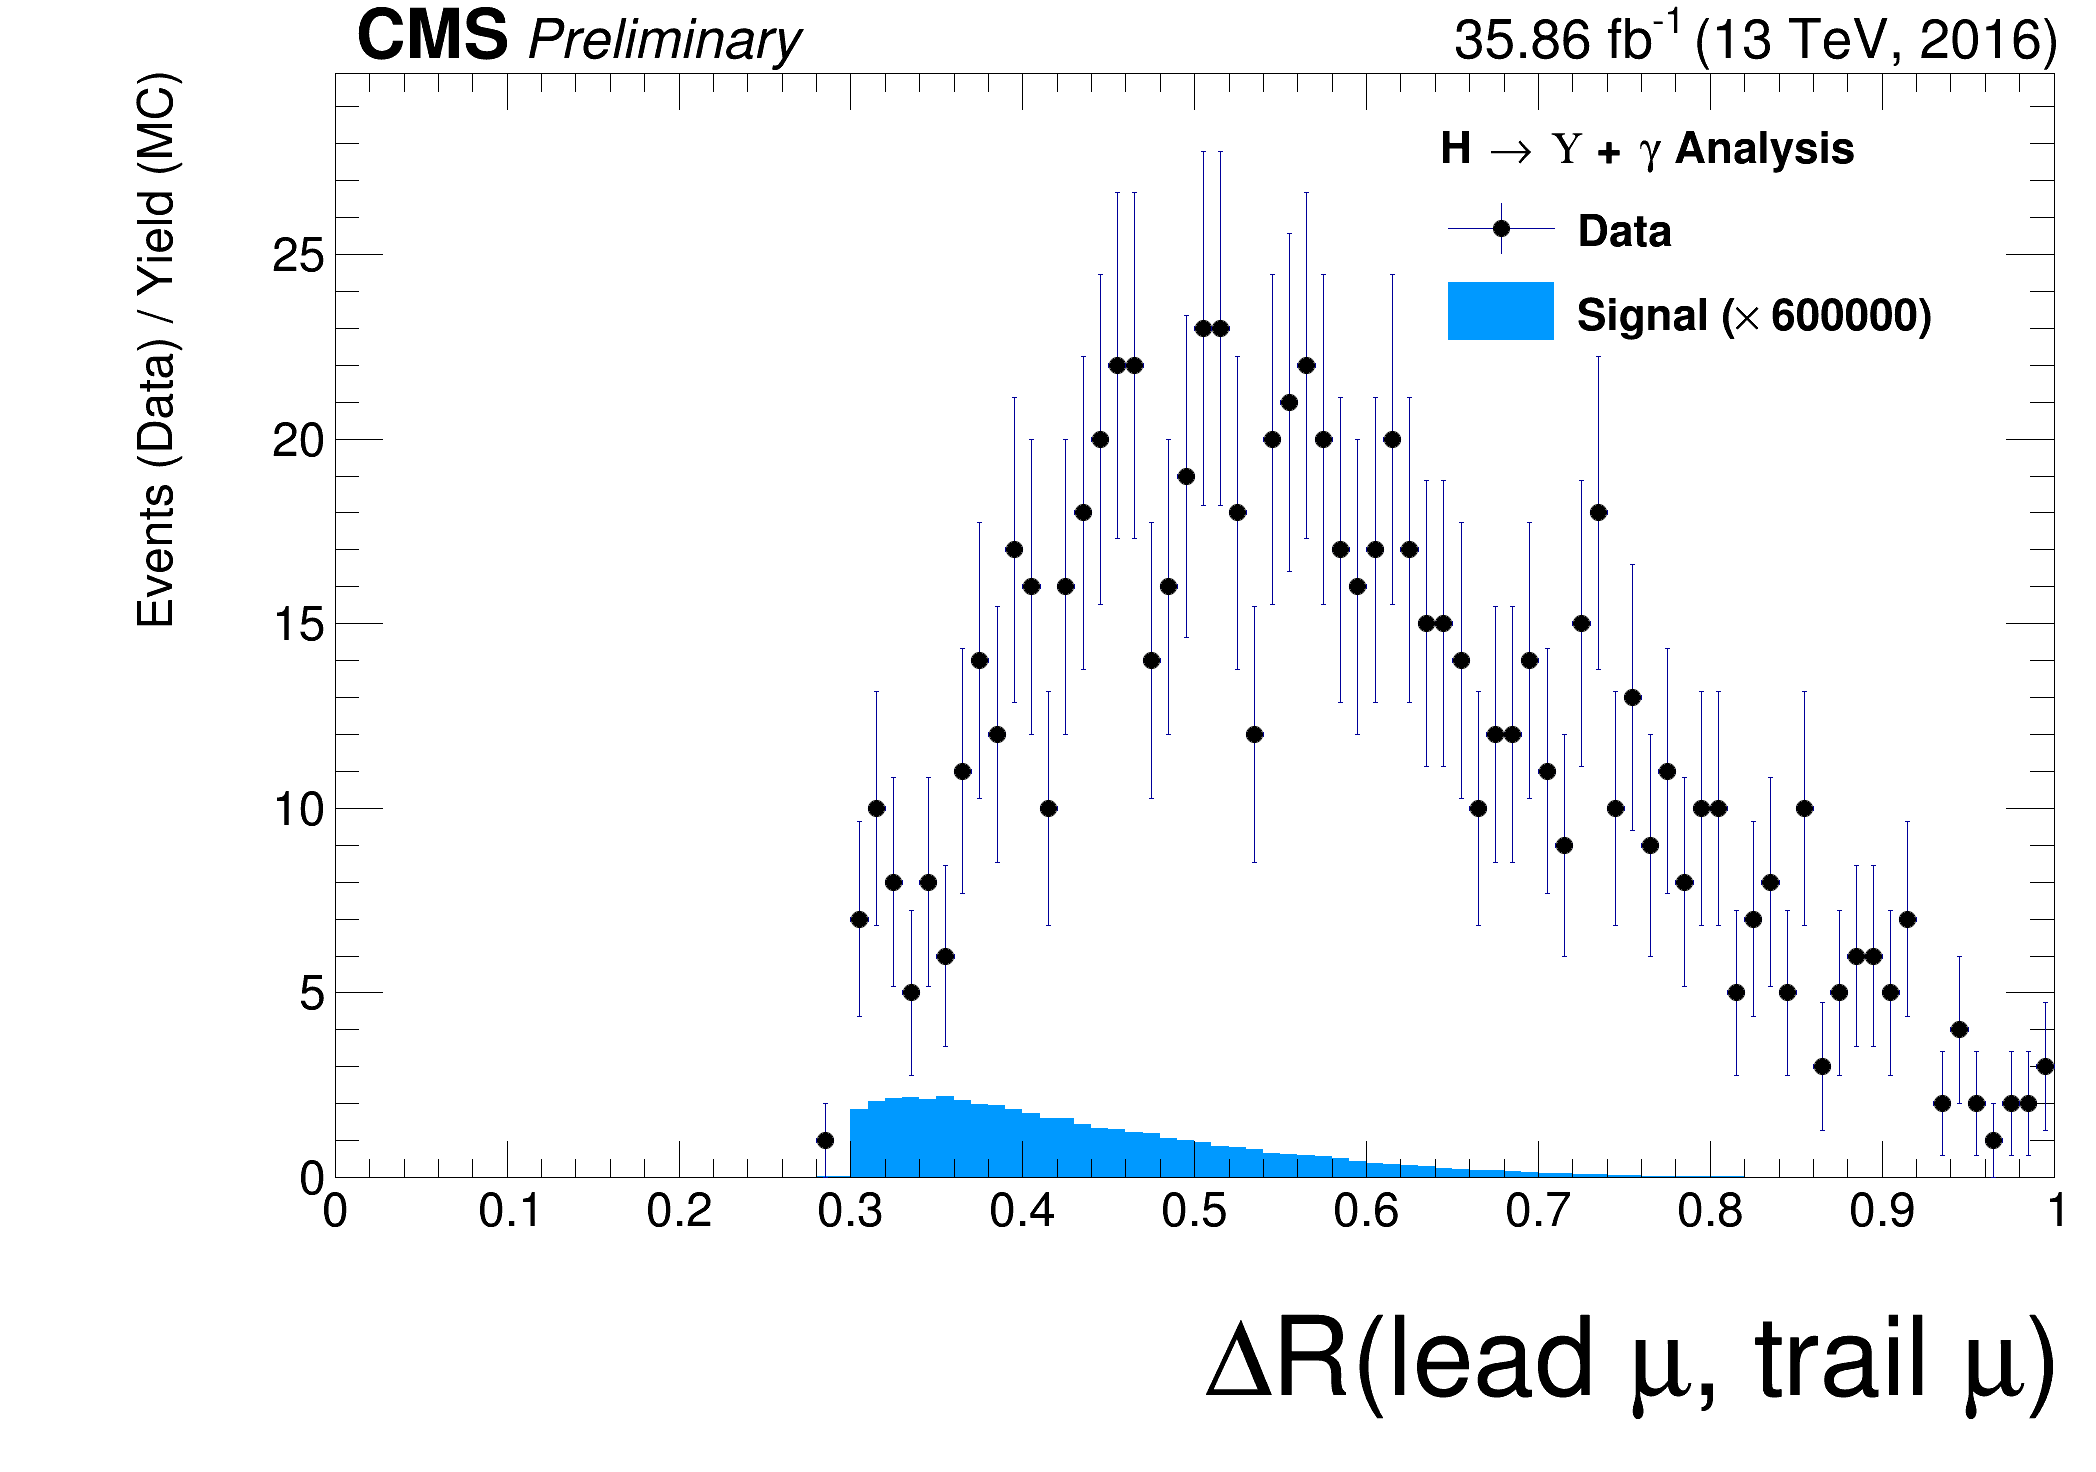 CMS Preliminary
35.86 fb⁻¹ (13 TeV, 2016)
Events (Data) / Yield (MC)
H → Υ + γ Analysis
Data
Signal (× 600000)
25
20
15
10
5
0
0 0.1 0.2 0.3 0.4 0.5 0.6 0.7 0.8 0.9 1
ΔR(lead μ, trail μ)